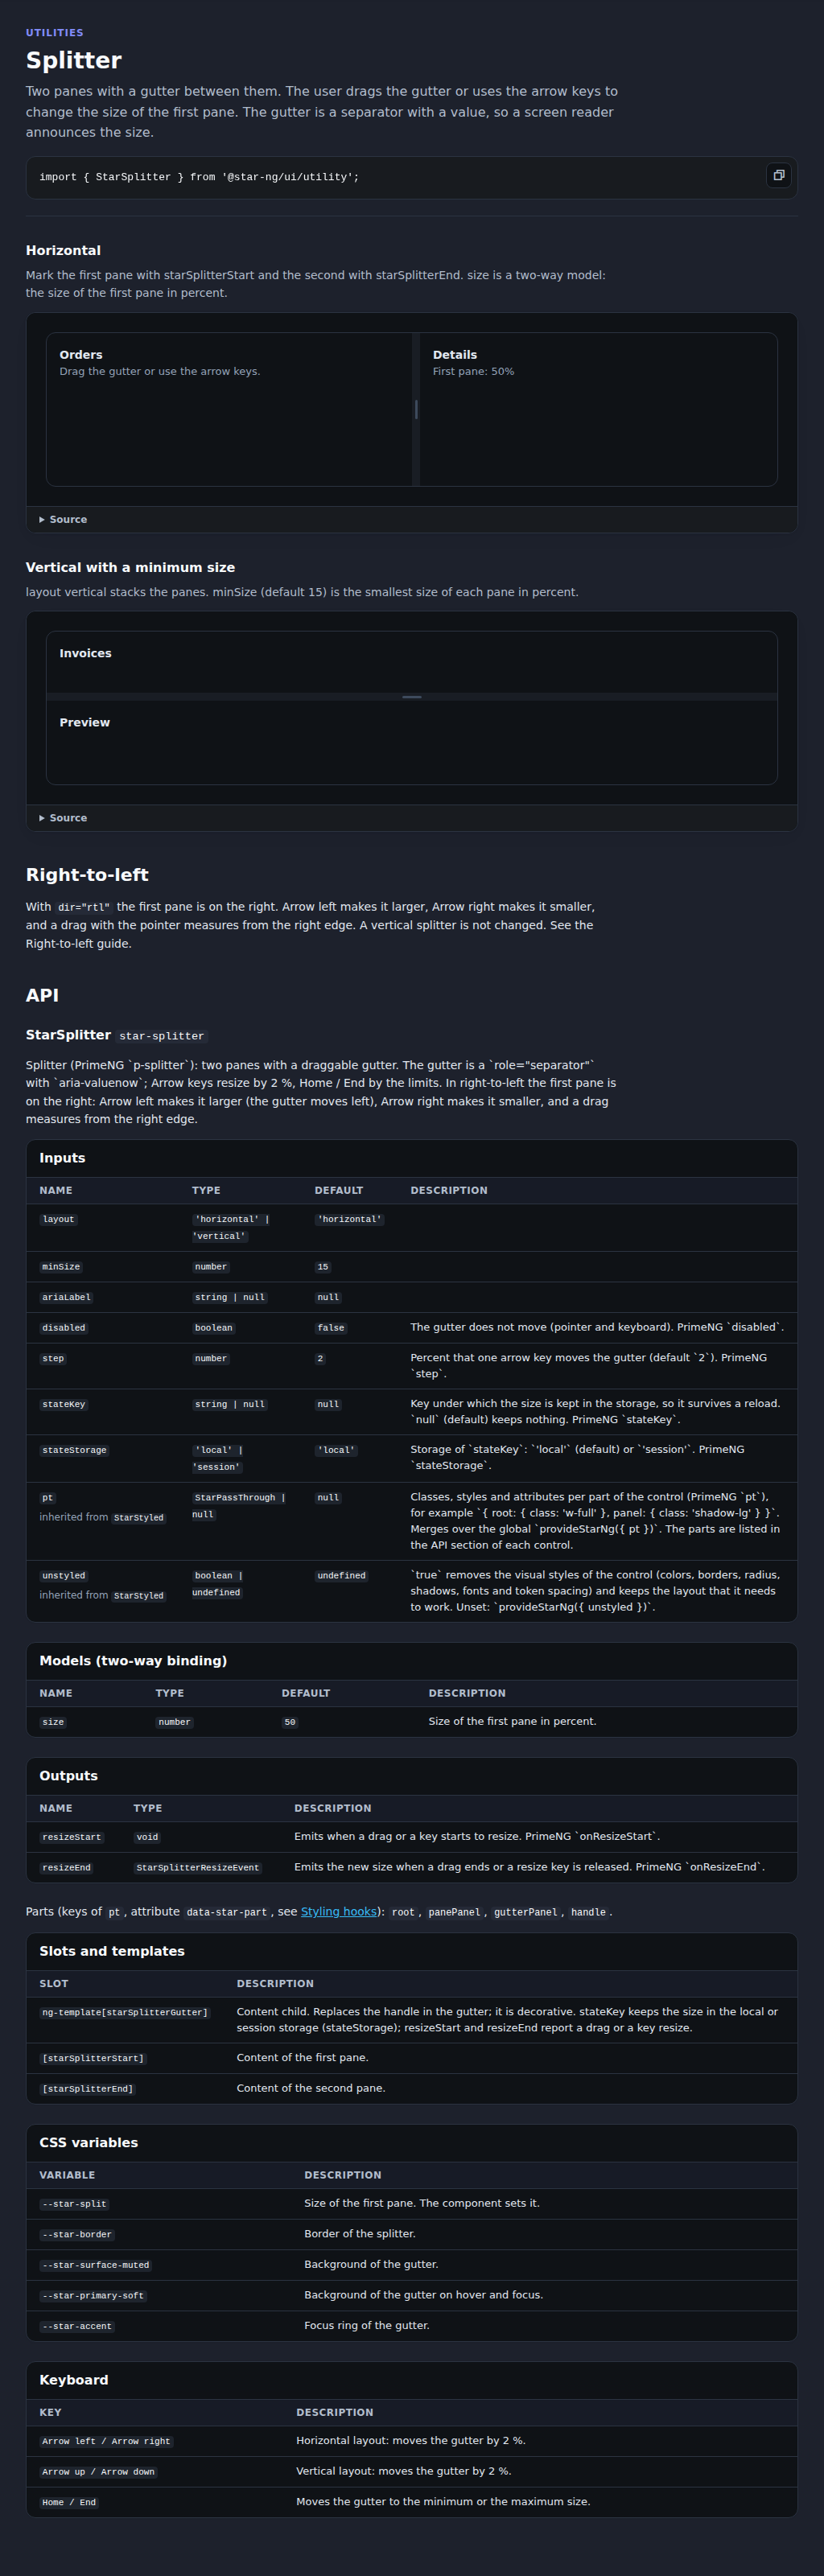 UTILITIES
Splitter
Two panes with a gutter between them. The user drags the gutter or uses the arrow keys to
change the size of the first pane. The gutter is a separator with a value, so a screen reader
announces the size.
import { StarSplitter } from '@star-ng/ui/utility';
Horizontal
Mark the first pane with starSplitterStart and the second with starSplitterEnd. size is a two-way model:
the size of the first pane in percent.
Orders
Drag the gutter or use the arrow keys.
Details
First pane: 50%
Source
Vertical with a minimum size
layout vertical stacks the panes. minSize (default 15) is the smallest size of each pane in percent.
Invoices
Preview
Source
Right-to-left
With dir="rtl" the first pane is on the right. Arrow left makes it larger, Arrow right makes it smaller,
and a drag with the pointer measures from the right edge. A vertical splitter is not changed. See the
Right-to-left guide.
API
StarSplitter star-splitter
Splitter (PrimeNG `p-splitter`): two panes with a draggable gutter. The gutter is a `role="separator"`
with `aria-valuenow`; Arrow keys resize by 2 %, Home / End by the limits. In right-to-left the first pane is
on the right: Arrow left makes it larger (the gutter moves left), Arrow right makes it smaller, and a drag
measures from the right edge.
Inputs
NAME TYPE DEFAULT DESCRIPTION
layout 'horizontal' | 'horizontal'
'vertical'
minSize number 15
ariaLabel string | null null
disabled boolean false The gutter does not move (pointer and keyboard). PrimeNG `disabled`.
step number 2 Percent that one arrow key moves the gutter (default `2`). PrimeNG
`step`.
stateKey string | null null Key under which the size is kept in the storage, so it survives a reload.
`null` (default) keeps nothing. PrimeNG `stateKey`.
stateStorage 'local' | 'local' Storage of `stateKey`: `'local'` (default) or `'session'`. PrimeNG
'session' `stateStorage`.
pt StarPassThrough | null Classes, styles and attributes per part of the control (PrimeNG `pt`),
inherited from StarStyled null for example `{ root: { class: 'w-full' }, panel: { class: 'shadow-lg' } }`.
Merges over the global `provideStarNg({ pt })`. The parts are listed in
the API section of each control.
unstyled boolean | undefined `true` removes the visual styles of the control (colors, borders, radius,
inherited from StarStyled undefined shadows, fonts and token spacing) and keeps the layout that it needs
to work. Unset: `provideStarNg({ unstyled })`.
Models (two-way binding)
NAME TYPE DEFAULT DESCRIPTION
size number 50 Size of the first pane in percent.
Outputs
NAME TYPE DESCRIPTION
resizeStart void Emits when a drag or a key starts to resize. PrimeNG `onResizeStart`.
resizeEnd StarSplitterResizeEvent Emits the new size when a drag ends or a resize key is released. PrimeNG `onResizeEnd`.
Parts (keys of pt, attribute data-star-part, see Styling hooks): root, panePanel, gutterPanel, handle.
Slots and templates
SLOT DESCRIPTION
ng-template[starSplitterGutter] Content child. Replaces the handle in the gutter; it is decorative. stateKey keeps the size in the local or
session storage (stateStorage); resizeStart and resizeEnd report a drag or a key resize.
[starSplitterStart] Content of the first pane.
[starSplitterEnd] Content of the second pane.
CSS variables
VARIABLE DESCRIPTION
--star-split Size of the first pane. The component sets it.
--star-border Border of the splitter.
--star-surface-muted Background of the gutter.
--star-primary-soft Background of the gutter on hover and focus.
--star-accent Focus ring of the gutter.
Keyboard
KEY DESCRIPTION
Arrow left / Arrow right Horizontal layout: moves the gutter by 2 %.
Arrow up / Arrow down Vertical layout: moves the gutter by 2 %.
Home / End Moves the gutter to the minimum or the maximum size.